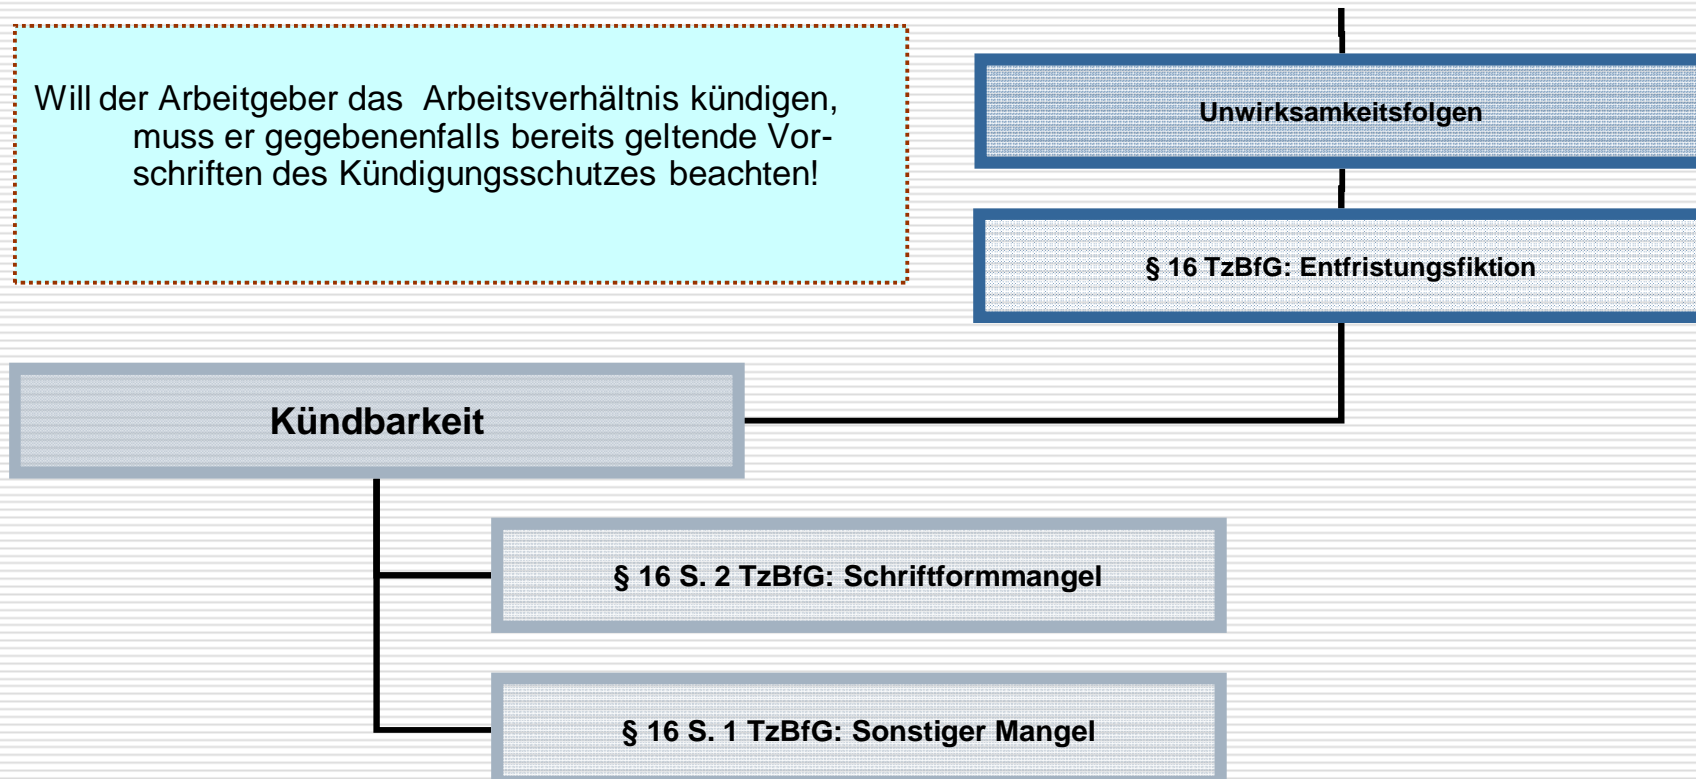 Will der Arbeitgeber das Arbeitsverhältnis kündigen,
muss er gegebenenfalls bereits geltende Vor-
schriften des Kündigungsschutzes beachten!
Unwirksamkeitsfolgen
§ 16 TzBfG: Entfristungsfiktion
Kündbarkeit
§ 16 S. 2 TzBfG: Schriftformmangel
§ 16 S. 1 TzBfG: Sonstiger Mangel